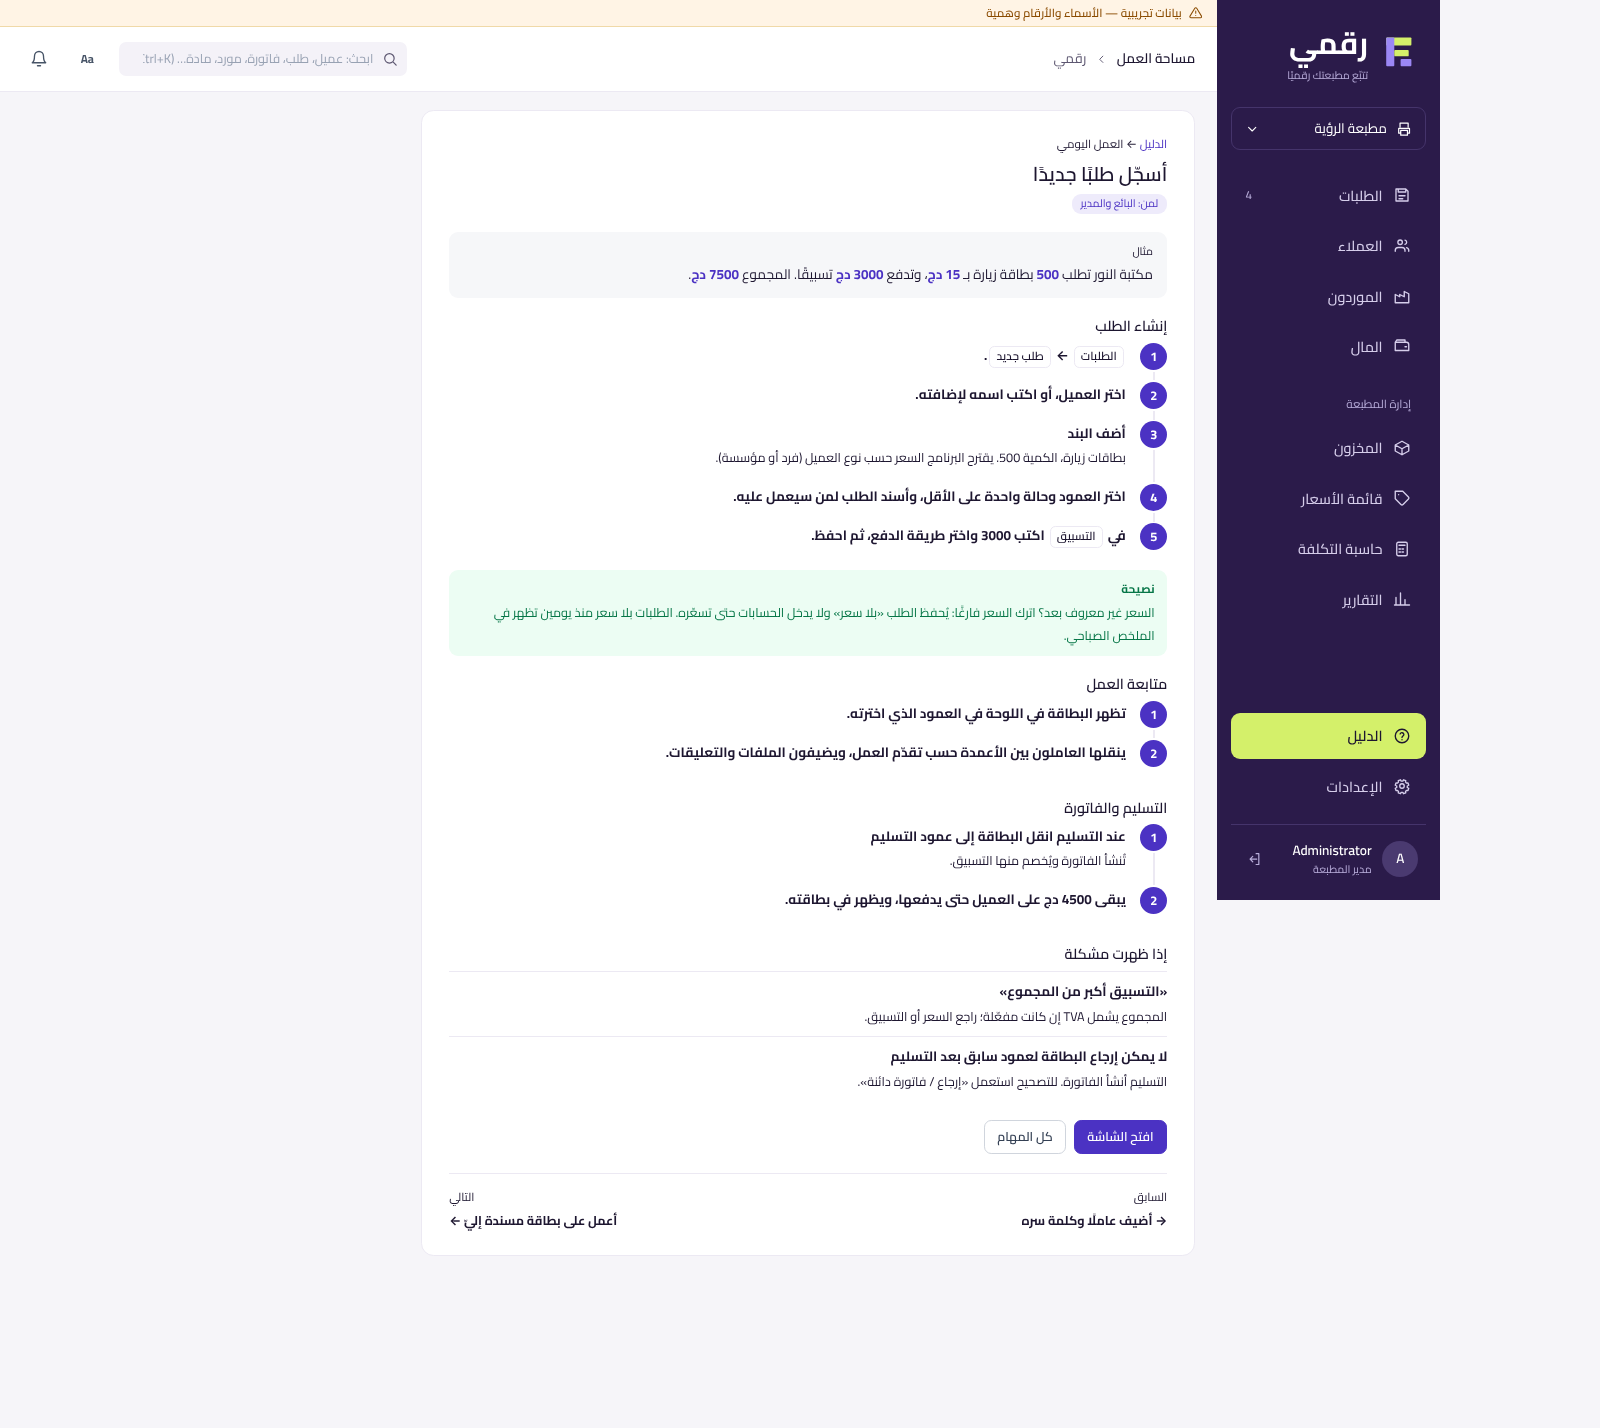 بيانات تجريبية — الأسماء والأرقام وهمية
رقمي
تتبّع مطبعتك رقميًا
مطبعة الرؤية
الطلبات
4
العملاء
الموردون
المال
إدارة المطبعة
المخزون
قائمة الأسعار
حاسبة التكلفة
التقارير
الدليل
الإعدادات
A
Administrator
مدير المطبعة
مساحة العمل › رقمي
ابحث: عميل، طلب، فاتورة، مورد، مادة… (Ctrl+K
Aa
الدليل ← العمل اليومي
أسجّل طلبًا جديدًا
لمن: البائع والمدير
مثال
مكتبة النور تطلب 500 بطاقة زيارة بـ 15 دج، وتدفع 3000 دج تسبيقًا. المجموع 7500 دج.
إنشاء الطلب
1 الطلبات ← طلب جديد .
2 اختر العميل، أو اكتب اسمه لإضافته.
3 أضف البند
بطاقات زيارة، الكمية 500. يقترح البرنامج السعر حسب نوع العميل (فرد أو مؤسسة).
4 اختر العمود وحالة واحدة على الأقل، وأسند الطلب لمن سيعمل عليه.
5 في التسبيق اكتب 3000 واختر طريقة الدفع، ثم احفظ.
نصيحة
السعر غير معروف بعد؟ اترك السعر فارغًا: يُحفظ الطلب «بلا سعر» ولا يدخل الحسابات حتى تسعّره. الطلبات بلا سعر منذ يومين تظهر في
الملخص الصباحي.
متابعة العمل
1 تظهر البطاقة في اللوحة في العمود الذي اخترته.
2 ينقلها العاملون بين الأعمدة حسب تقدّم العمل، ويضيفون الملفات والتعليقات.
التسليم والفاتورة
1 عند التسليم انقل البطاقة إلى عمود التسليم
تُنشأ الفاتورة ويُخصم منها التسبيق.
2 يبقى 4500 دج على العميل حتى يدفعها، ويظهر في بطاقته.
إذا ظهرت مشكلة
«التسبيق أكبر من المجموع»
المجموع يشمل TVA إن كانت مفعّلة؛ راجع السعر أو التسبيق.
لا يمكن إرجاع البطاقة لعمود سابق بعد التسليم
التسليم أنشأ الفاتورة. للتصحيح استعمل «إرجاع / فاتورة دائنة».
افتح الشاشة
كل المهام
السابق
→ أضيف عاملًا وكلمة سره
التالي
أعمل على بطاقة مسندة إليّ ←